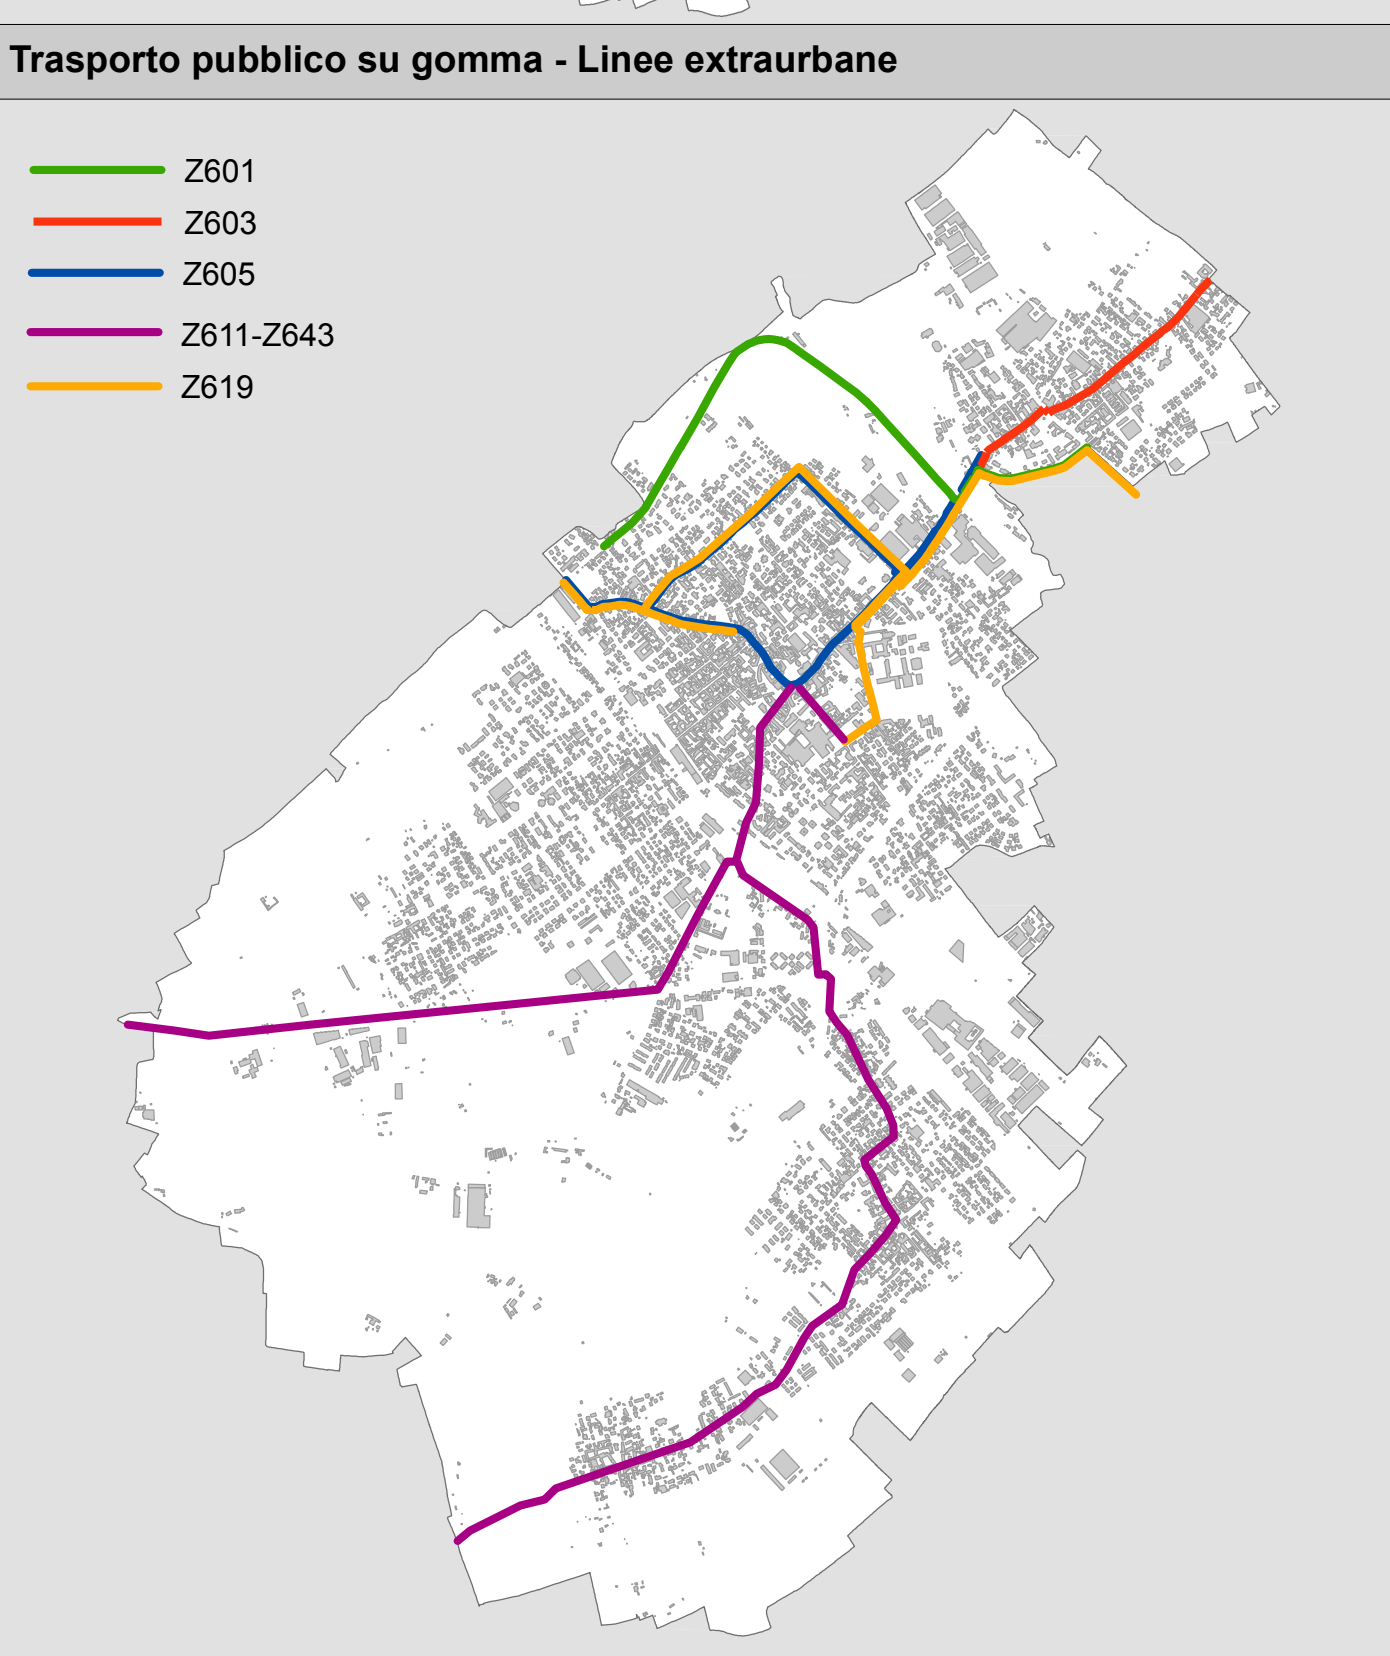 Trasporto pubblico su gomma - Linee extraurbane
Z601
Z603
Z605
Z611-Z643
Z619